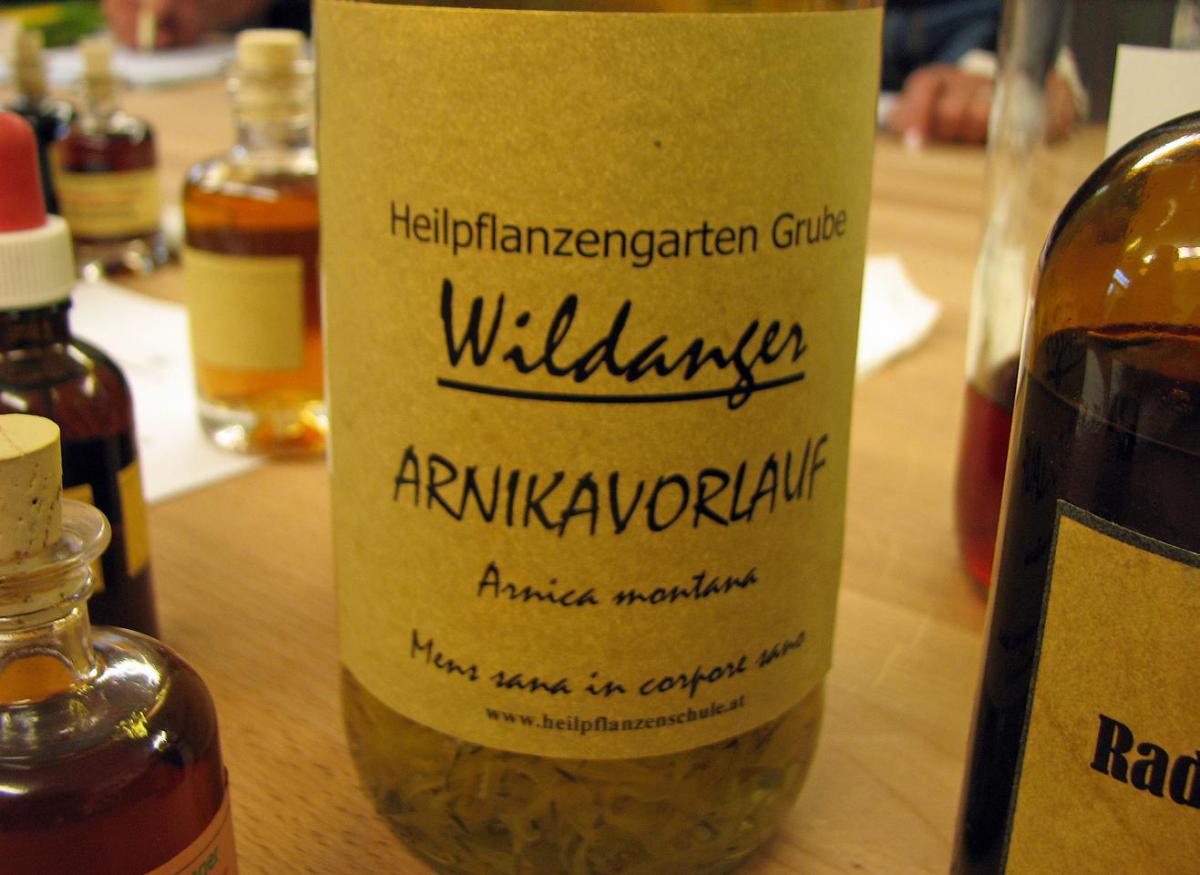 Heilpflanzengarten Grube
Wildanger
ARNIKAVORLAUF
Arnica montana
Mens sana in corpore sano
www.heilpflanzenschule.at
Rad